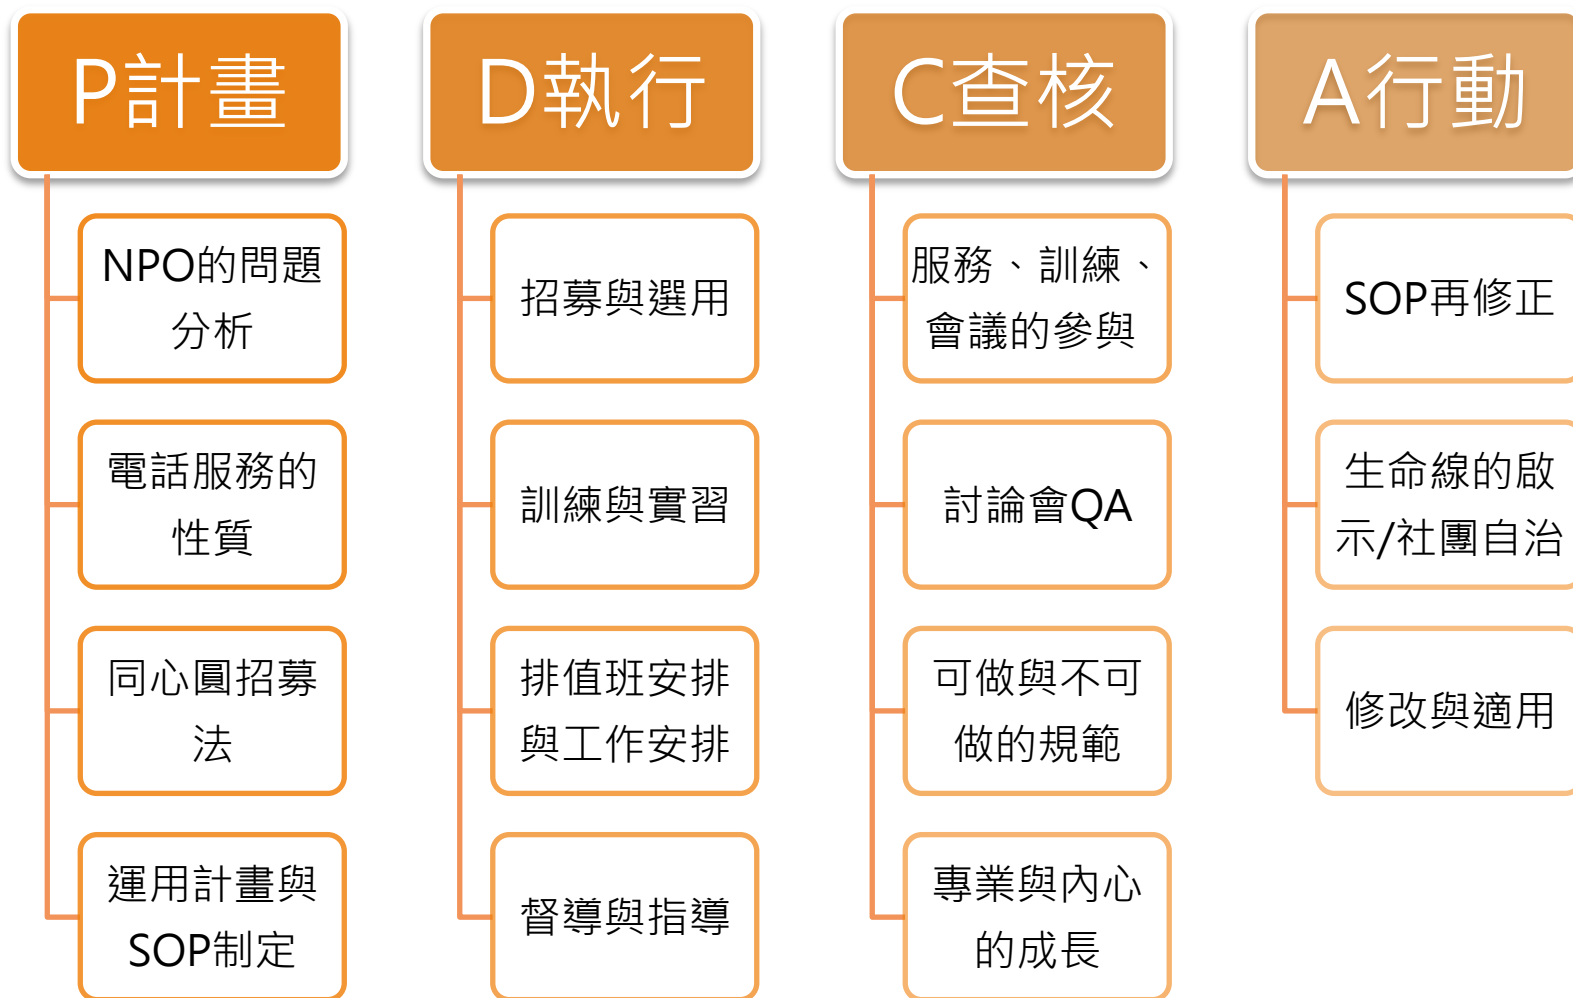 P計畫
NPO的問題
分析
電話服務的
性質
同心圓招募
法
運用計畫與
SOP制定
D執行
招募與選用
訓練與實習
排值班安排
與工作安排
督導與指導
C查核
服務、訓練、
會議的參與
討論會QA
可做與不可
做的規範
專業與內心
的成長
A行動
SOP再修正
生命線的啟
示/社團自治
修改與適用